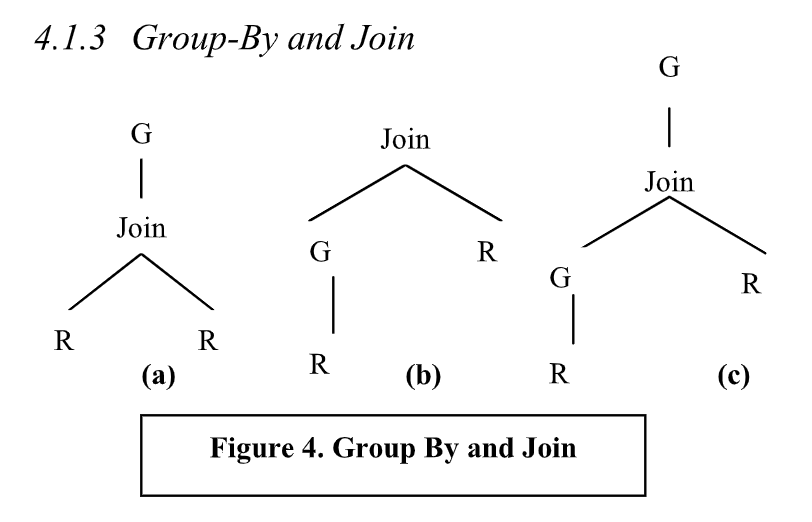 4.1.3 Group-By and Join
G
Join
R R
(a)
Join
G R
R
(b)
G
Join
G R
R
(c)
Figure 4. Group By and Join